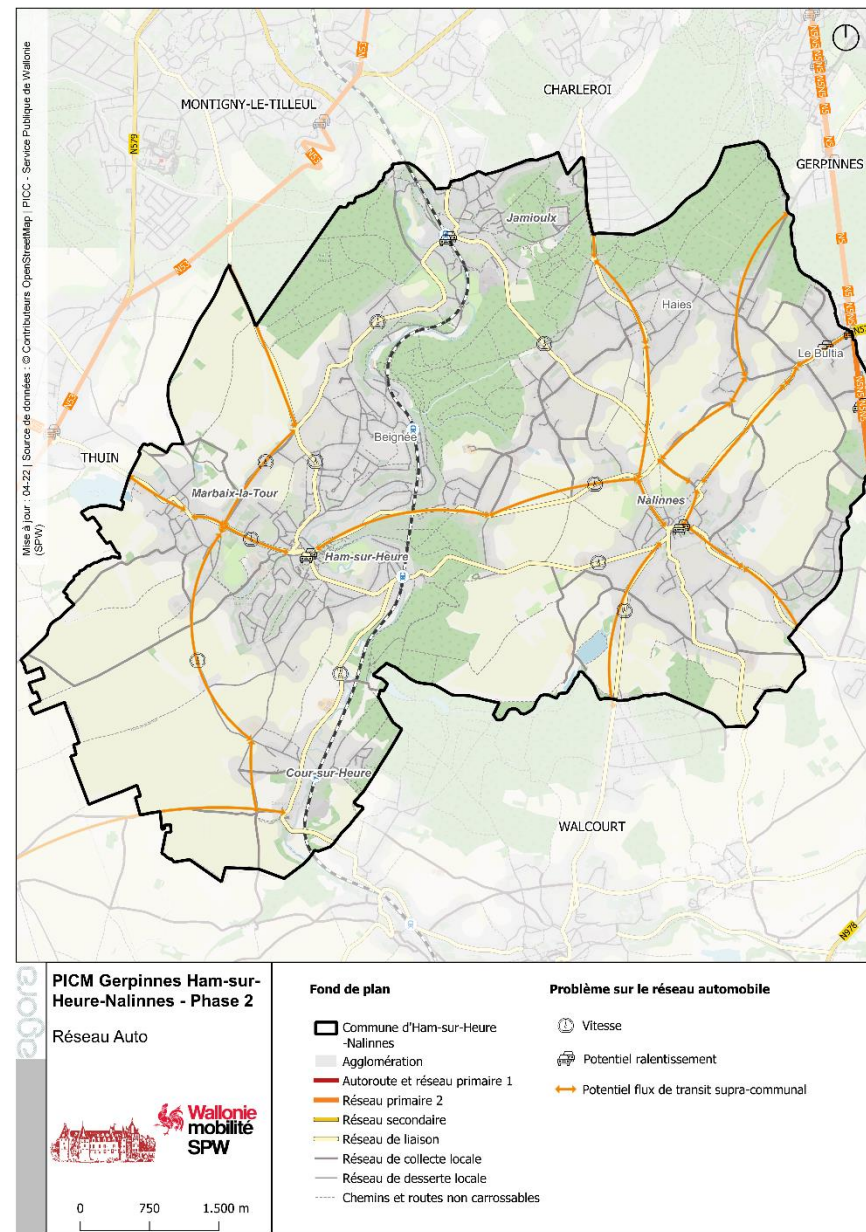 Mise à jour : 04-22 | Source de données : © Contributeurs OpenStreetMap | PICC - Service Publique de Wallonie
(SPW)
MONTIGNY-LE-TILLEUL
CHARLEROI
GERPINNES
N53
N579
N5
Jamioulx
Haies
Le Bultia
N53
THUIN
Beignée
Marbaix-la-Tour
Nalinnes
Ham-sur-Heure
Cour-sur-Heure
WALCOURT
N978
agora
PICM Gerpinnes Ham-sur-
Heure-Nalinnes - Phase 2
Réseau Auto
Wallonie
mobilité
SPW
0 750 1.500 m
Fond de plan
Commune d'Ham-sur-Heure
-Nalinnes
Agglomération
Autoroute et réseau primaire 1
Réseau primaire 2
Réseau secondaire
Réseau de liaison
Réseau de collecte locale
Réseau de desserte locale
Chemins et routes non carrossables
Problème sur le réseau automobile
Vitesse
Potentiel ralentissement
Potentiel flux de transit supra-communal